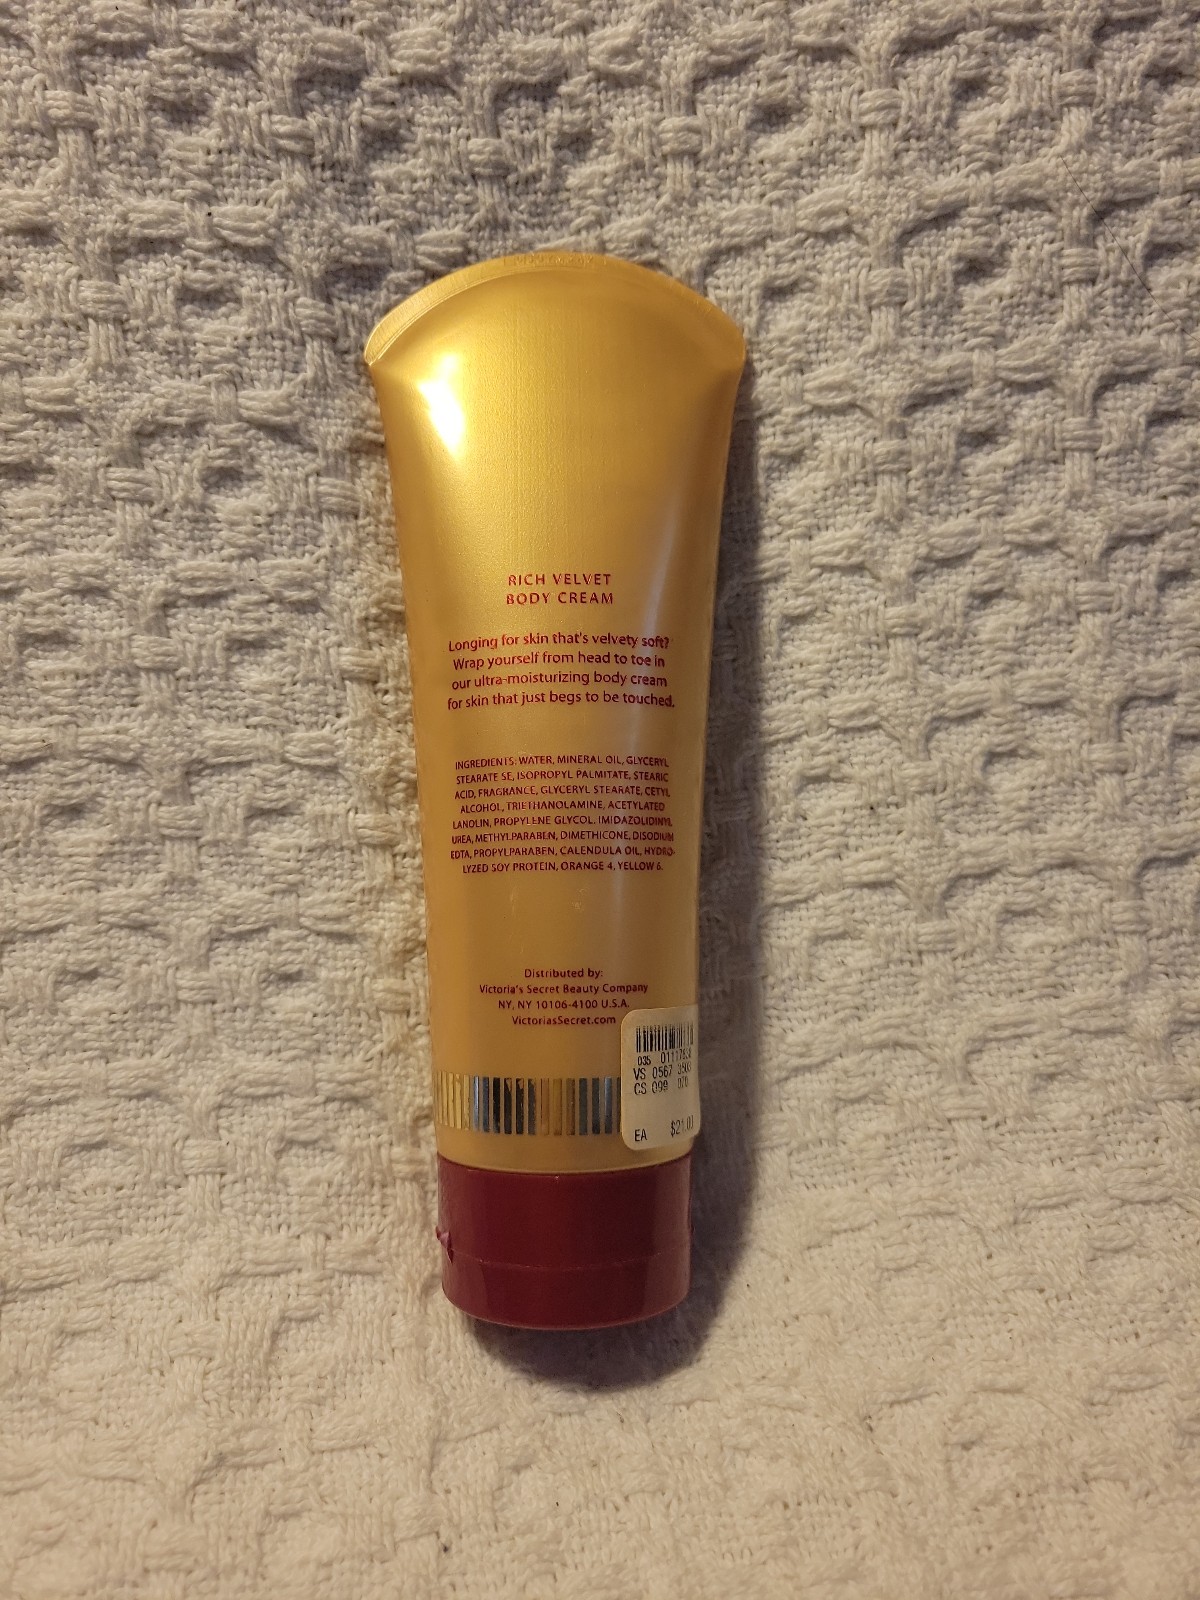 RICH VELVET
BODY CREAM
Longing for skin that's velvety soft?
Wrap yourself from head to toe in
our ultra-moisturizing body cream
for skin that just begs to be touched.
INGREDIENTS: WATER, MINERAL OIL, GLYCERYL
STEARATE SE, ISOPROPYL PALMITATE, STEARIC
ACID, FRAGRANCE, GLYCERYL STEARATE, CETYL
ALCOHOL, TRIETHANOLAMINE, ACETYLATED
LANOLIN, PROPYLENE GLYCOL, IMIDAZOLIDINYL
UREA, METHYLPARABEN, DIMETHICONE, DISODIUM
EDTA, PROPYLPARABEN, CALENDULA OIL, HYDRO-
LYZED SOY PROTEIN, ORANGE 4, YELLOW 6.
Distributed by:
Victoria's Secret Beauty Company
NY, NY 10106-4100 U.S.A.
VictoriasSecret.com
035
VS 0567
CS 099
EA